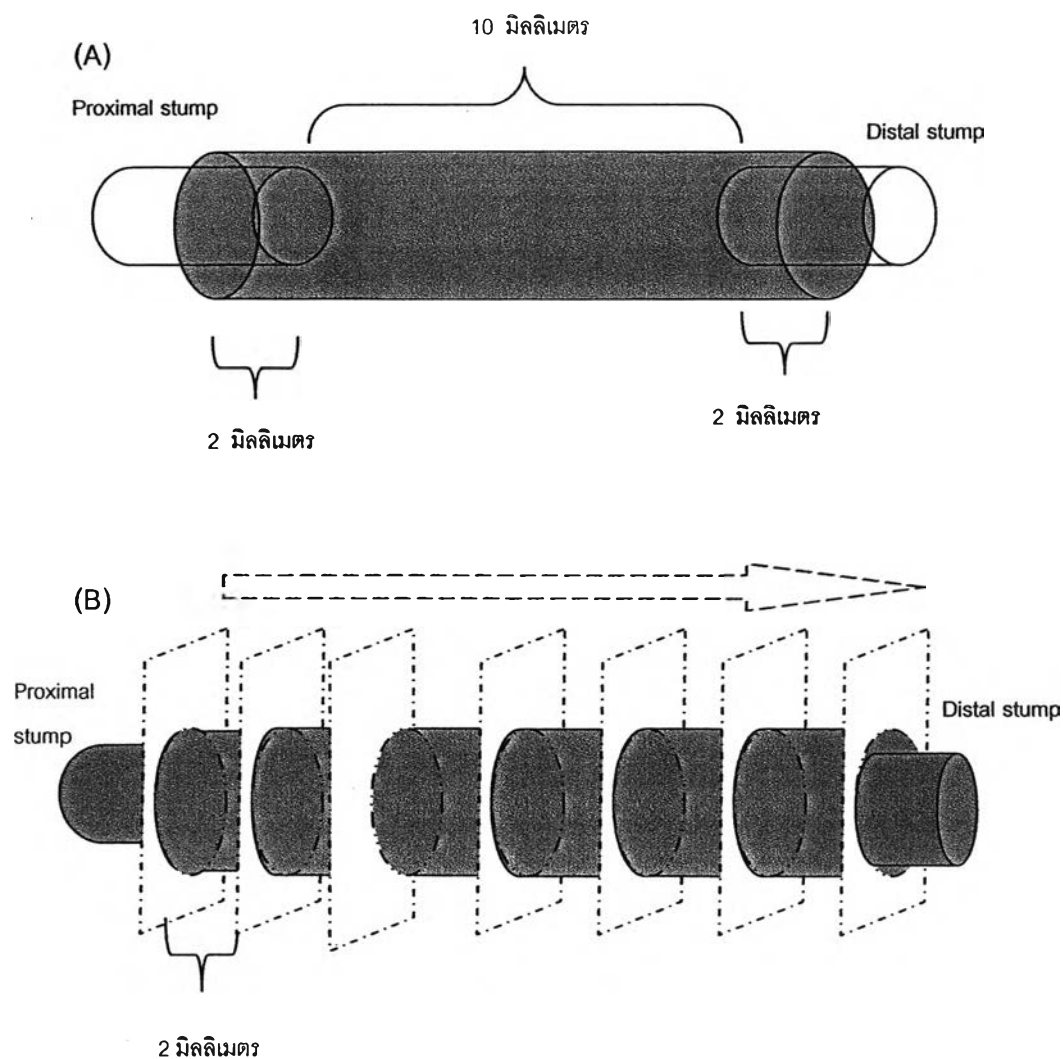 10 มิลลิเมตร
(A)
Proximal stump
Distal stump
2 มิลลิเมตร
2 มิลลิเมตร
(B)
Proximal
stump
Distal stump
2 มิลลิเมตร